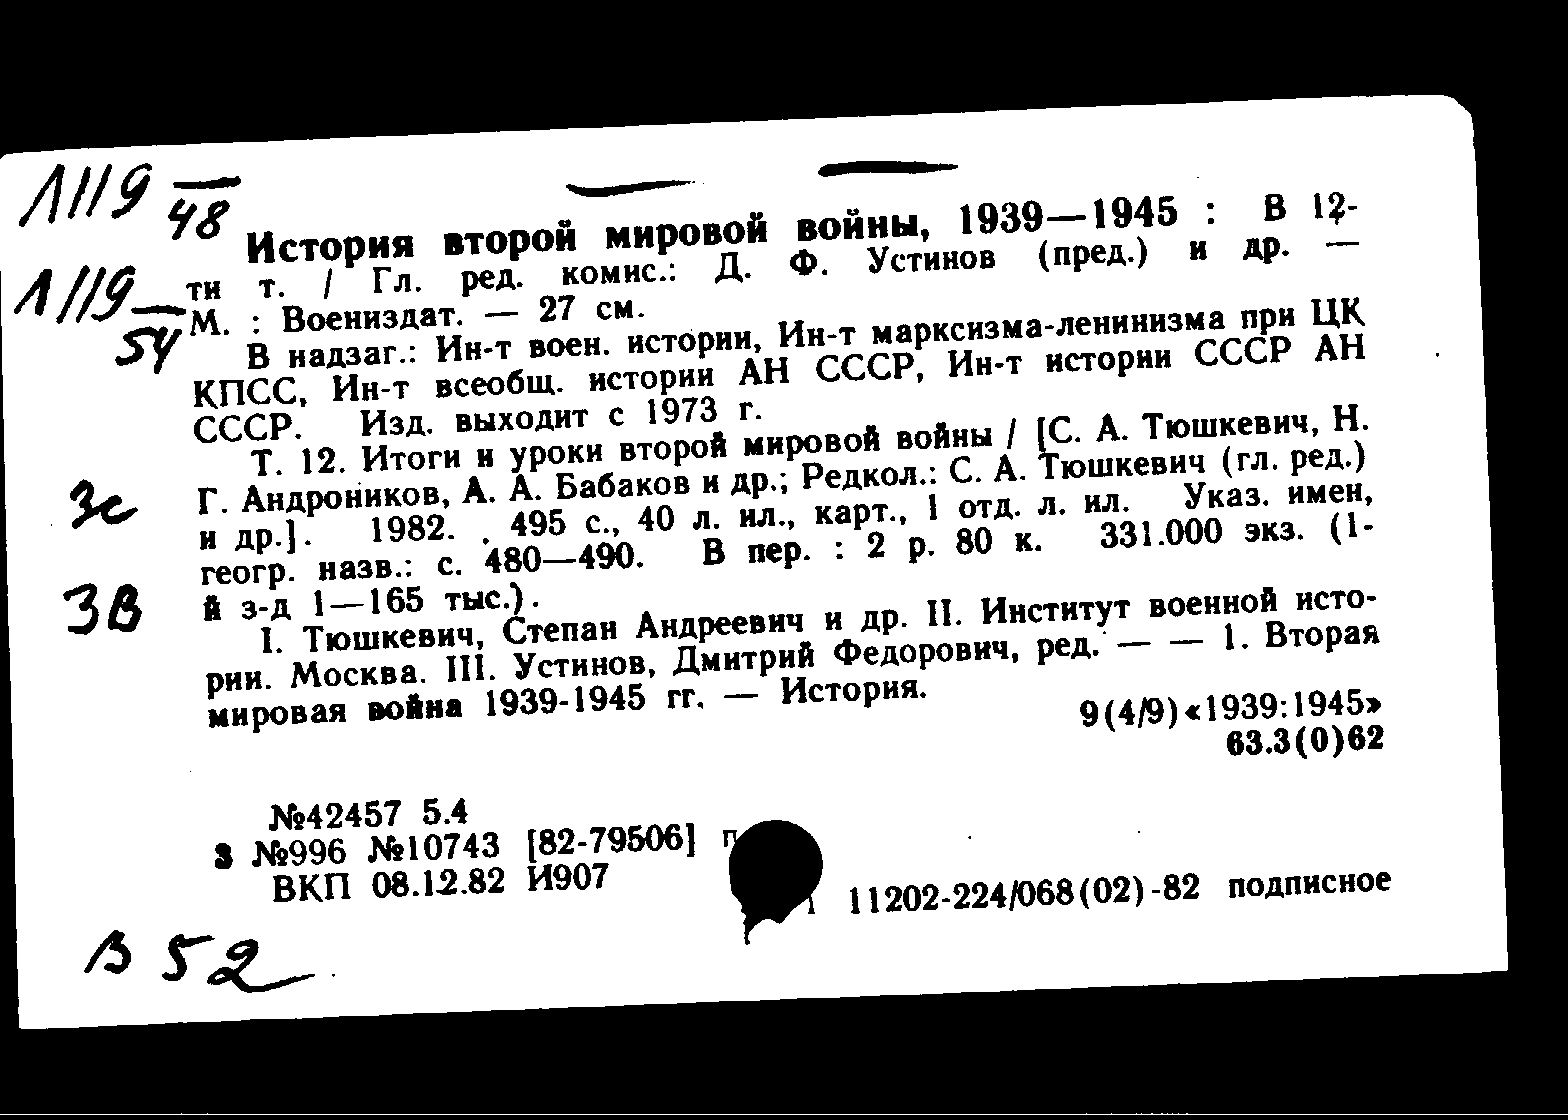 Л119
48
История второй мировой войны, 1939—1945 : В 12-
ти т. / Гл. ред. комис.: Д. Ф. Устинов (пред.) и др. —
Л119
54
М. : Воениздат. — 27 см.
В надзаг.: Ин-т воен. истории, Ин-т марксизма-ленинизма при ЦК
КПСС, Ин-т всеобщ. истории АН СССР, Ин-т истории СССР АН
СССР. Изд. выходит с 1973 г.
Т. 12. Итоги и уроки второй мировой войны / [С. А. Тюшкевич, Н.
Г. Андроников, А. А. Бабаков и др.; Редкол.: С. А. Тюшкевич (гл. ред.)
и др.]. 1982. . 495 с., 40 л. ил., карт., 1 отд. л. ил. Указ. имен,
геогр. назв.: с. 480—490. В пер. : 2 р. 80 к. 331.000 экз. (1-
й з-д 1—165 тыс.).
3с
3В
I. Тюшкевич, Степан Андреевич и др. II. Институт военной исто-
рии. Москва. III. Устинов, Дмитрий Федорович, ред. — — 1. Вторая
мировая война 1939-1945 гг. — История.
9(4/9)«1939:1945»
63.3(0)62
№42457 5.4
3 №996 №10743 [82-79506] п
ВКП 08.12.82 И907
11202-224/068(02)-82 подписное
В 52